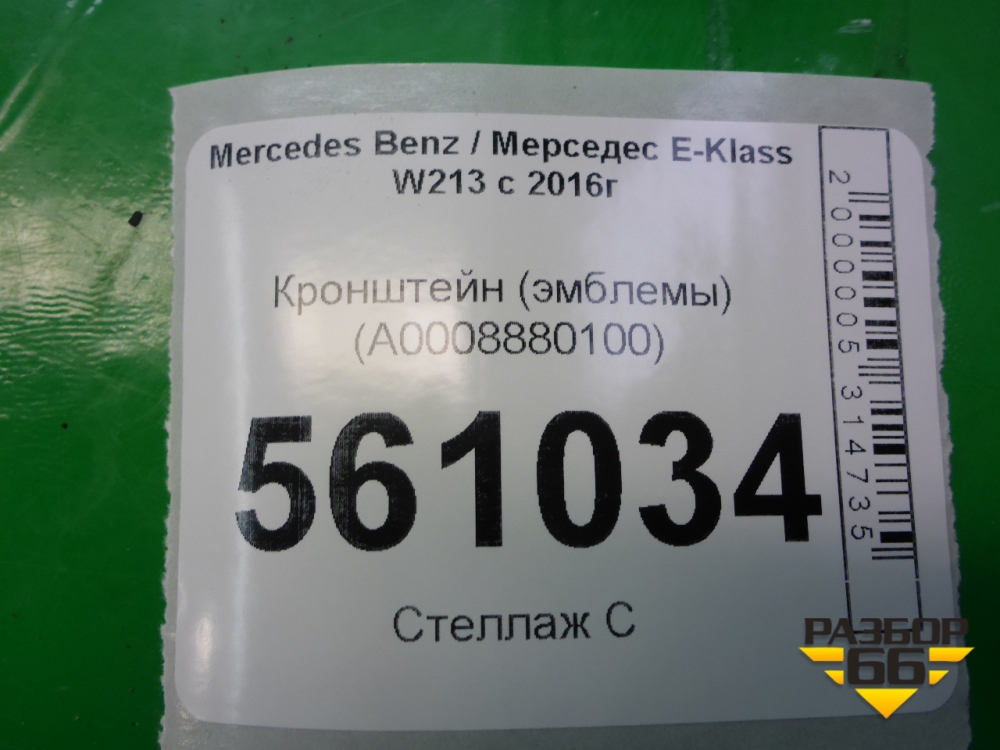 Mercedes Benz / Мерседес E-Klass
W213 с 2016г
Кронштейн (эмблемы)
(A0008880100)
561034
Стеллаж С
2000005314735
РАЗБОР
66